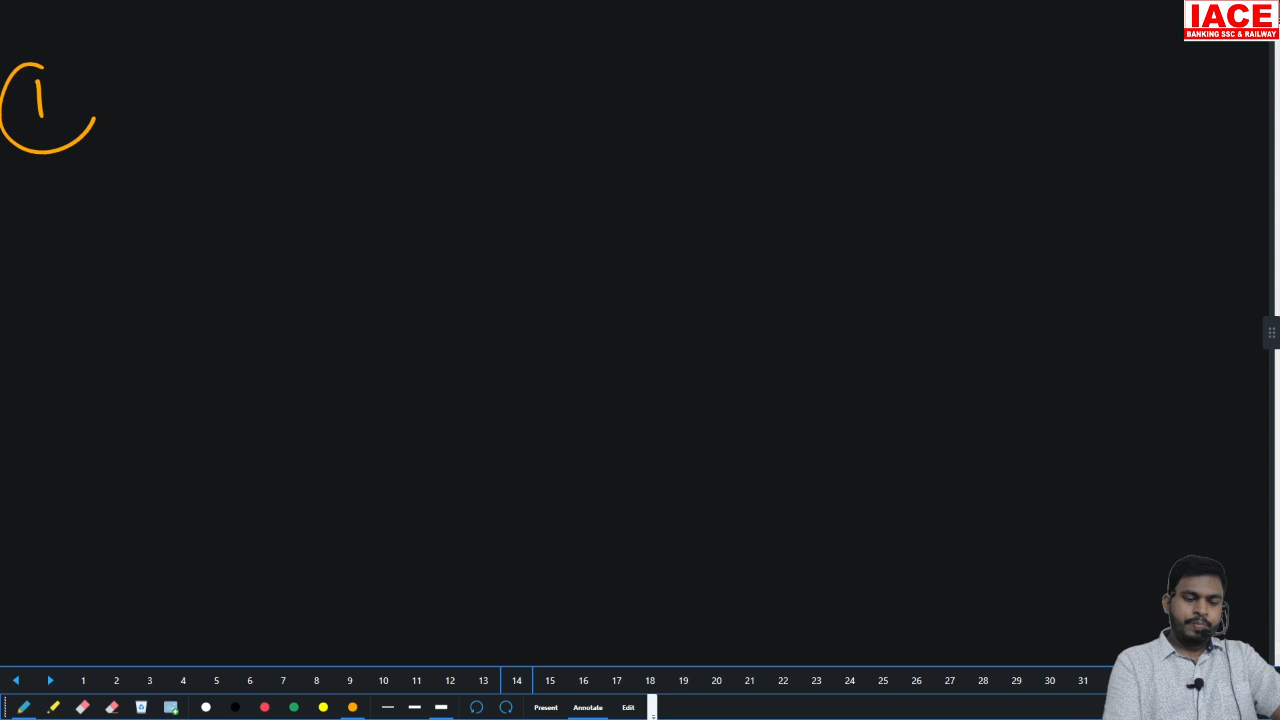 IACE
BANKING SSC & RAILWAY
1
1 2 3 4 5 6 7 8 9 10 11 12 13 14 15 16 17 18 19 20 21 22 23 24 25 26 27 28 29 30 31
Present Annotate Edit